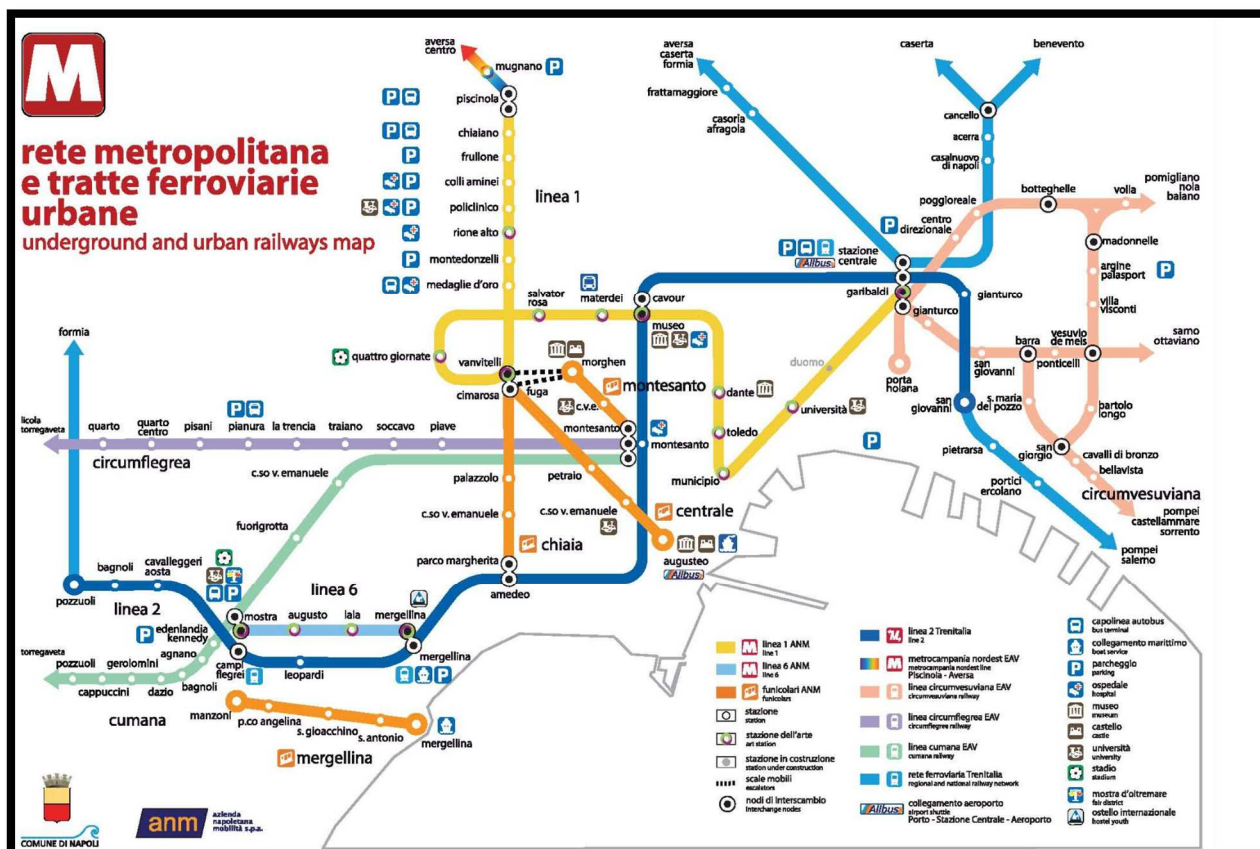 M
rete metropolitana
e tratte ferroviarie
urbane
underground and urban railways map
aversa
centro
mugnano
P
piscinola
P
chiaiano
P
frullone
P
colli aminei
P
policlinico
P
rione alto
montedonzelli
P
medaglie d'oro
linea 1
aversa
caserta
formia
frattamaggiore
casoria
afragola
caserta
benevento
cancello
acerra
casalnuovo
di napoli
pomigliano
nola
baiano
botteghelle
volla
poggioreale
centro
direzionale
P
madonnelle
argine
palasport
P
villa
visconti
P
stazione
centrale
Alibus
garibaldi
gianturco
gianturco
porta
nolana
san
giovanni
barra
vesuvio
de meis
ponticelli
sarno
ottaviano
s. maria
del pozzo
bartolo
longo
san
giovanni
san
giorgio
cavalli di bronzo
bellavista
circumvesuviana
pompei
castellammare
sorrento
pietrarsa
portici
ercolano
pompei
salerno
salvator
rosa
materdei
cavour
museo
quattro giornate
vanvitelli
cimarosa
fuga
morghen
montesanto
c.v.e.
montesanto
montesanto
dante
toledo
università
duomo
municipio
P
formia
licola
torregaveta
quarto
quarto
centro
pisani
pianura
P
la trencia
traiano
soccavo
piave
circumflegrea
c.so v. emanuele
fuorigrotta
palazzolo
c.so v. emanuele
petraio
c.so v. emanuele
centrale
augusteo
Alibus
chiaia
parco margherita
amedeo
pozzuoli
bagnoli
cavalleggeri
aosta
linea 2
P
linea 6
mostra
augusto
lala
mergellina
P
edenlandia
kennedy
agnano
bagnoli
dazio
gerolomini
cappuccini
pozzuoli
torregaveta
cumana
campi
flegrei
leopardi
mergellina
P
manzoni
p.co angelina
s. gioacchino
s. antonio
mergellina
mergellina
M linea 1 ANM
line 1
M linea 6 ANM
line 6
funicolari ANM
funiculars
stazione
station
stazione dell'arte
art station
stazione in costruzione
station under construction
scale mobili
escalators
nodi di interscambio
interchange nodes
linea 2 Trenitalia
line 2
M metrocampania nordest EAV
metrocampania nordest line
Piscinola - Aversa
linea circumvesuviana EAV
circumvesuviana railway
linea circumflegrea EAV
circumflegrea railway
linea cumana EAV
cumana railway
rete ferroviaria TrenItalia
regional and national railway network
Alibus collegamento aeroporto
airport shuttle
Porto - Stazione Centrale - Aeroporto
capolinea autobus
bus terminal
collegamento marittimo
boat service
P parcheggio
parking
ospedale
hospital
museo
museum
castello
castle
università
university
stadio
stadium
mostra d'oltremare
fair district
ostello internazionale
hostel youth
COMUNE DI NAPOLI
anm
azienda
napoletana
mobilità s.p.a.